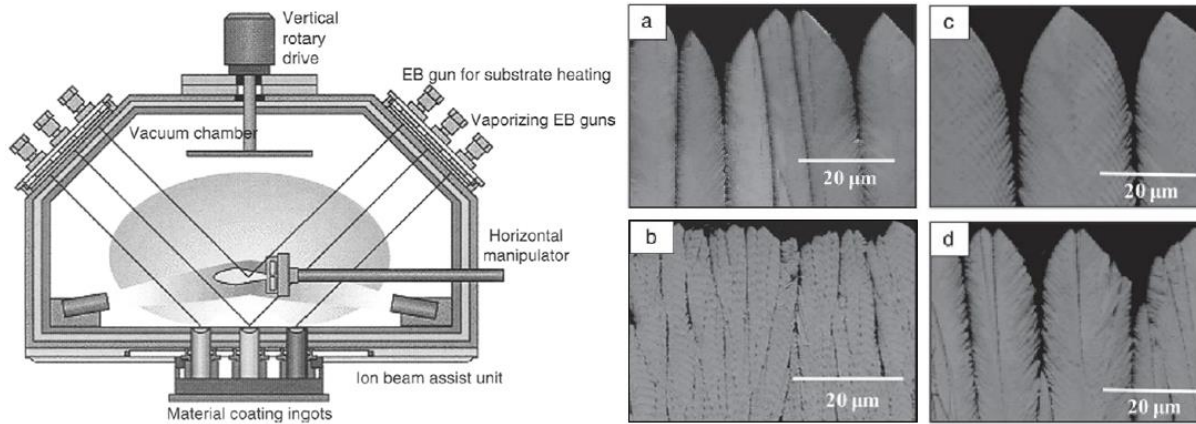 Vertical
rotary
drive
EB gun for substrate heating
Vaporizing EB guns
Vacuum chamber
Horizontal
manipulator
Ion beam assist unit
Material coating ingots
a
20 μm
c
20 μm
b
20 μm
d
20 μm